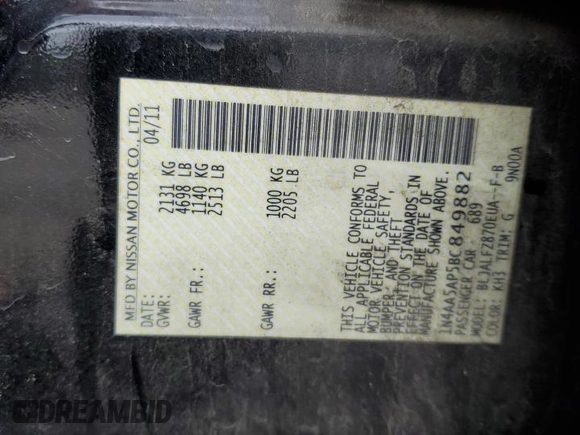 MFD BY NISSAN MOTOR CO., LTD.
DATE: 04/11
GVWR: 2131 KG
4698 LB
GAWR FR.: 1140 KG
2513 LB
GAWR RR.: 1000 KG
2205 LB
THIS VEHICLE CONFORMS TO
ALL APPLICABLE FEDERAL
MOTOR VEHICLE SAFETY,
BUMPER, AND THEFT
PREVENTION STANDARDS IN
EFFECT ON THE DATE OF
MANUFACTURE SHOWN ABOVE.
1N4AA5AP5BC849882
PASSENGER CAR 689
MODEL: BLJALFZ870EUA--F-B
COLOR: KH3 TRIM: G 9N00A
DREAMBID